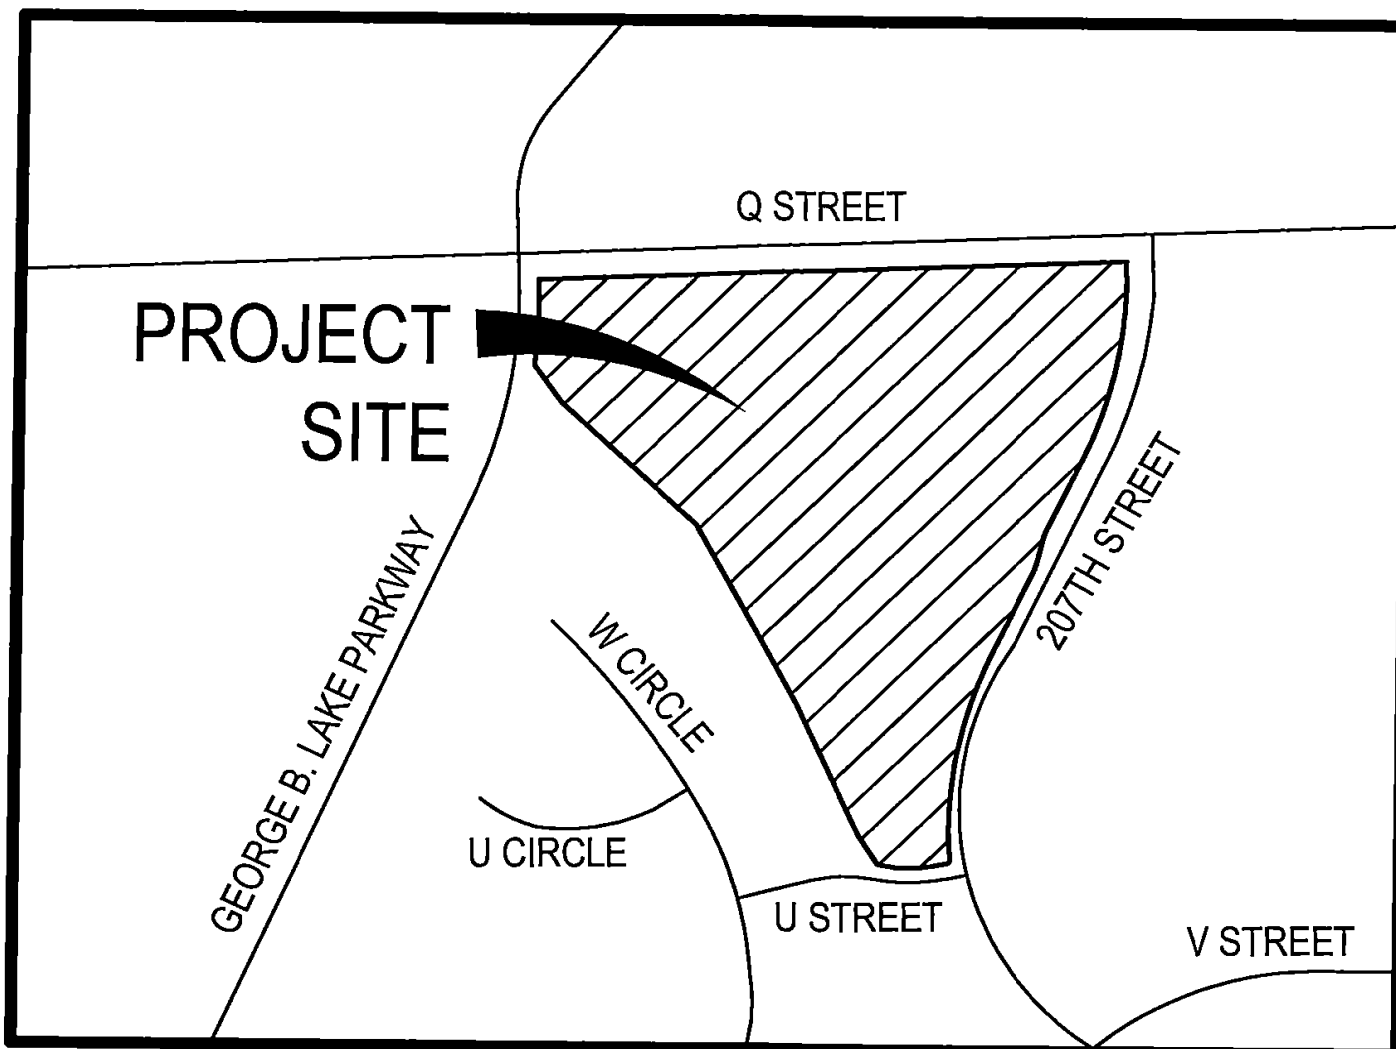 Q STREET
PROJECT
SITE
207TH STREET
GEORGE B. LAKE PARKWAY
W CIRCLE
U CIRCLE
U STREET
V STREET